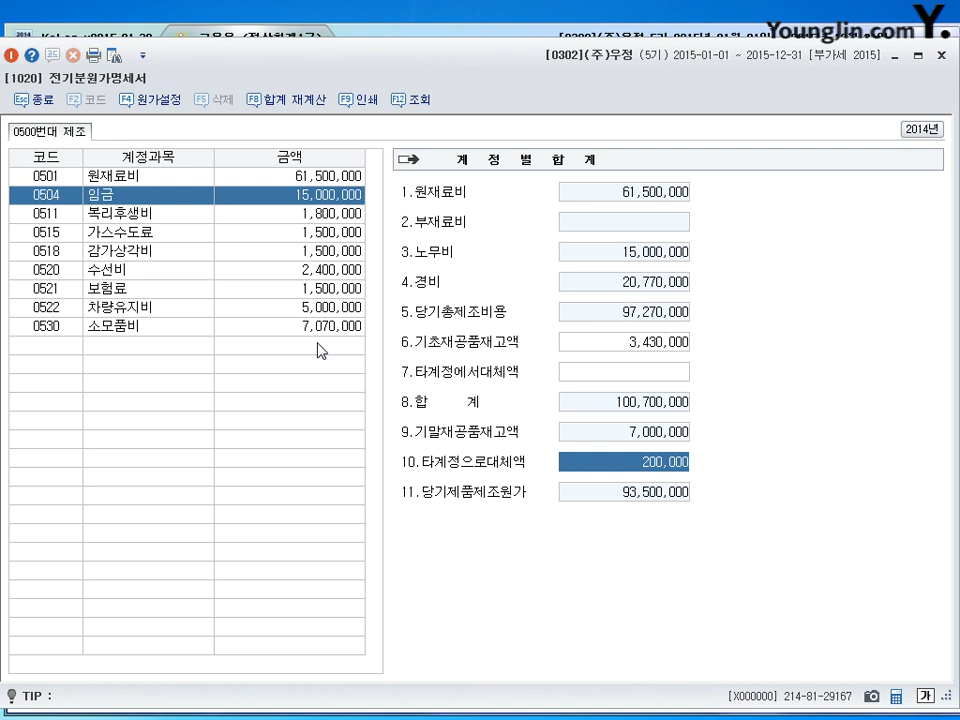 YoungJin.com Y.
[0302](주)우정 (5기) 2015-01-01 ~ 2015-12-31 [부가세 2015]
[1020] 전기분원가명세서
Esc 종료 F2 코드 F4 원가설정 F5 삭제 F8 합계 재계산 F9 인쇄 F12 조회
0500번대 제조
2014년
코드 계정과목 금액
0501 원재료비 61,500,000
0504 임금 15,000,000
0511 복리후생비 1,800,000
0515 가스수도료 1,500,000
0518 감가상각비 1,500,000
0520 수선비 2,400,000
0521 보험료 1,500,000
0522 차량유지비 5,000,000
0530 소모품비 7,070,000
계 정 별 합 계
1.원재료비 61,500,000
2.부재료비
3.노무비 15,000,000
4.경비 20,770,000
5.당기총제조비용 97,270,000
6.기초재공품재고액 3,430,000
7.타계정에서대체액
8.합 계 100,700,000
9.기말재공품재고액 7,000,000
10.타계정으로대체액 200,000
11.당기제품제조원가 93,500,000
TIP :
[X000000] 214-81-29167
가